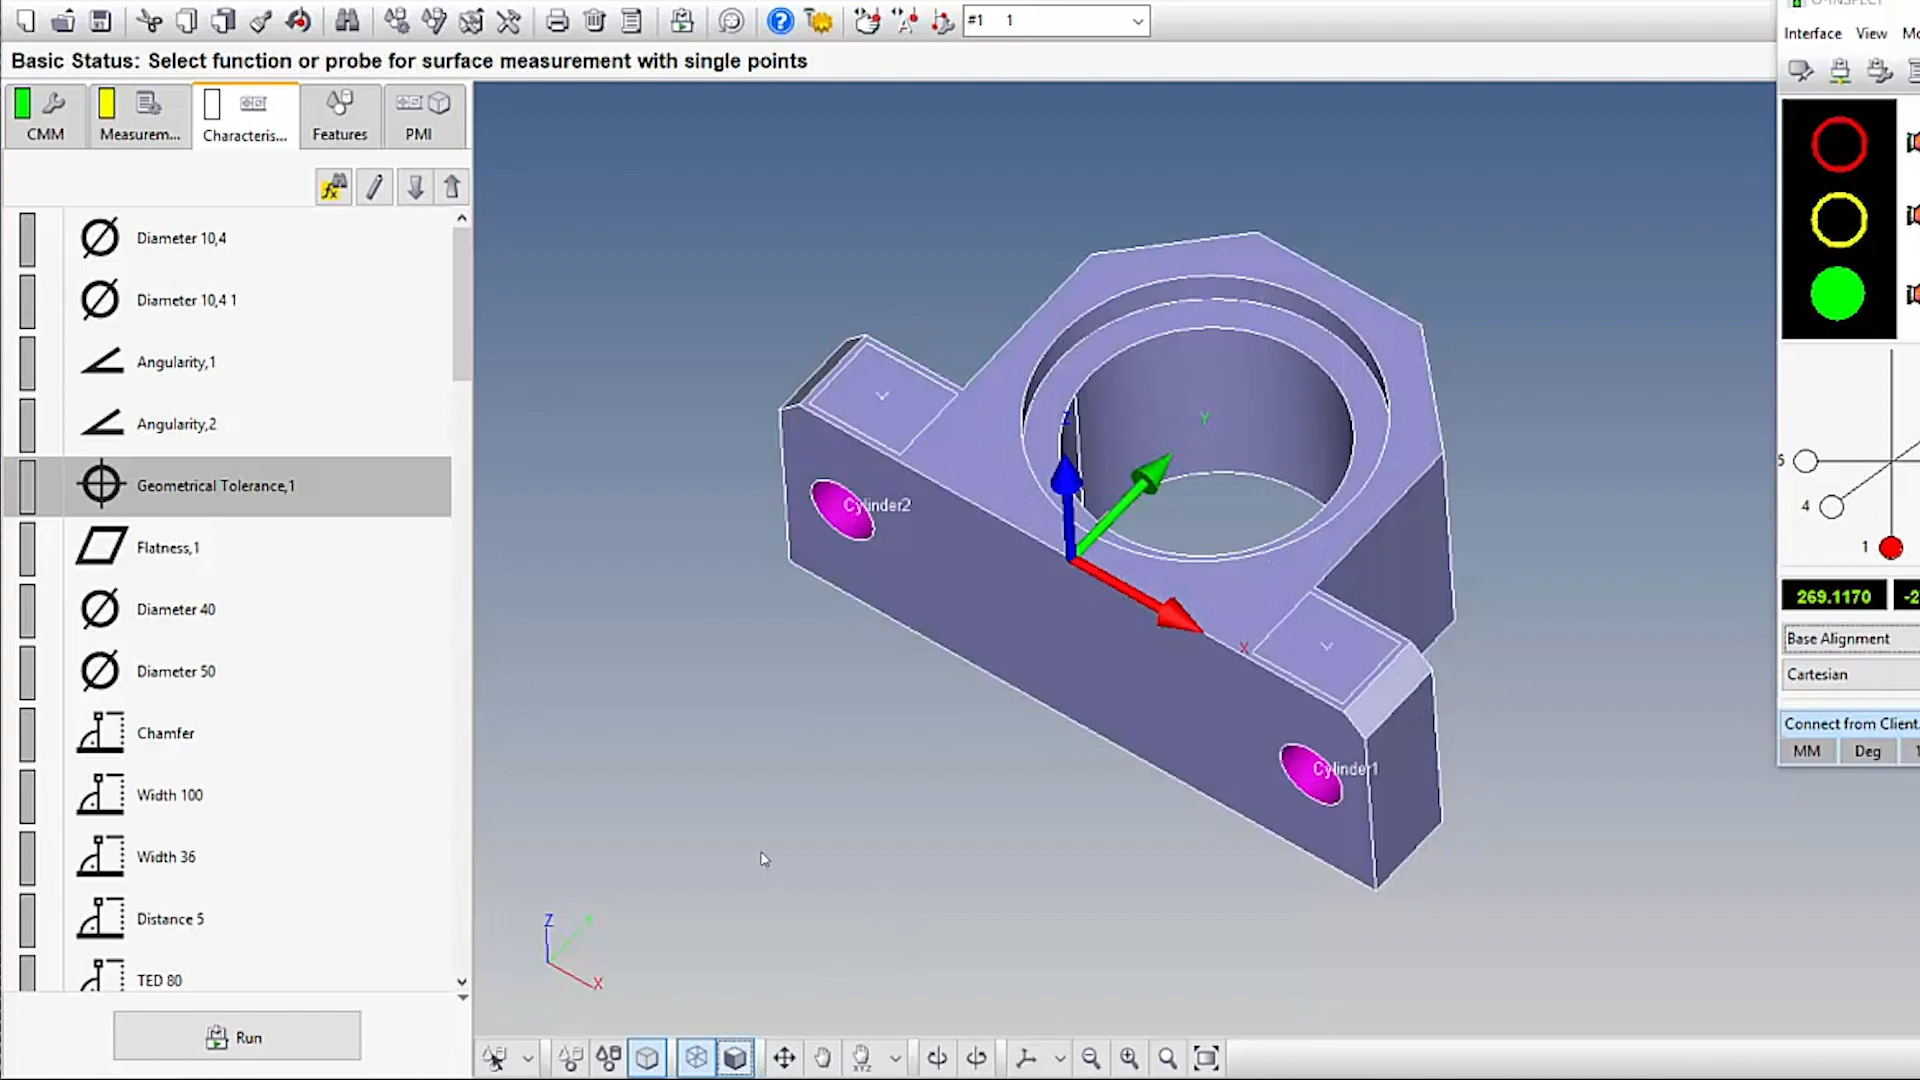 #1 1
Basic Status: Select function or probe for surface measurement with single points
CMM
Measurem...
Characteris...
Features
PMI
fx
Diameter 10,4
Diameter 10,4 1
Angularity,1
Angularity,2
Geometrical Tolerance,1
Flatness,1
Diameter 40
Diameter 50
Chamfer
Width 100
Width 36
Distance 5
TED 80
Run
Cylinder2
Cylinder1
Z
Y
X
Z
X
XYZ
Interface View
4
1
269.1170
Base Alignment
Cartesian
Connect from Client
MM Deg